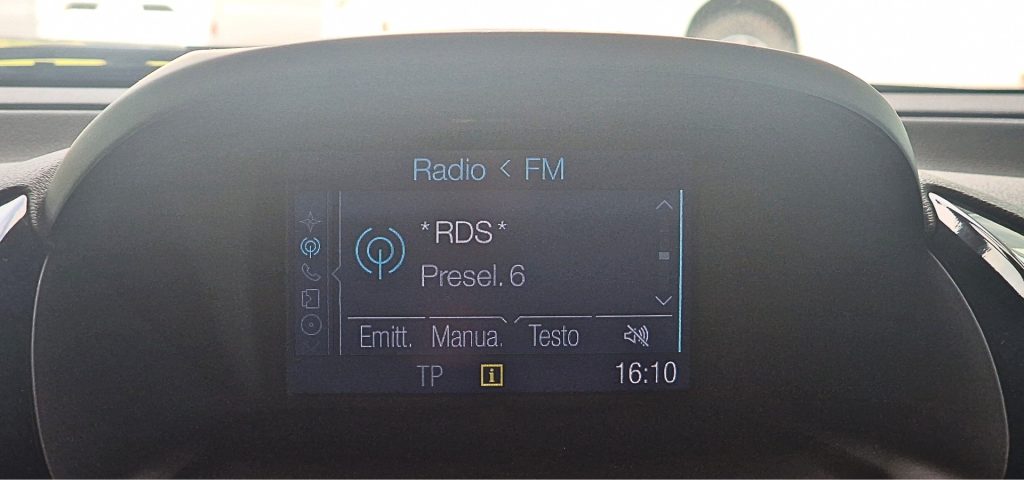 Radio < FM
*RDS*
Presel. 6
Emitt. Manua. Testo
TP i 16:10